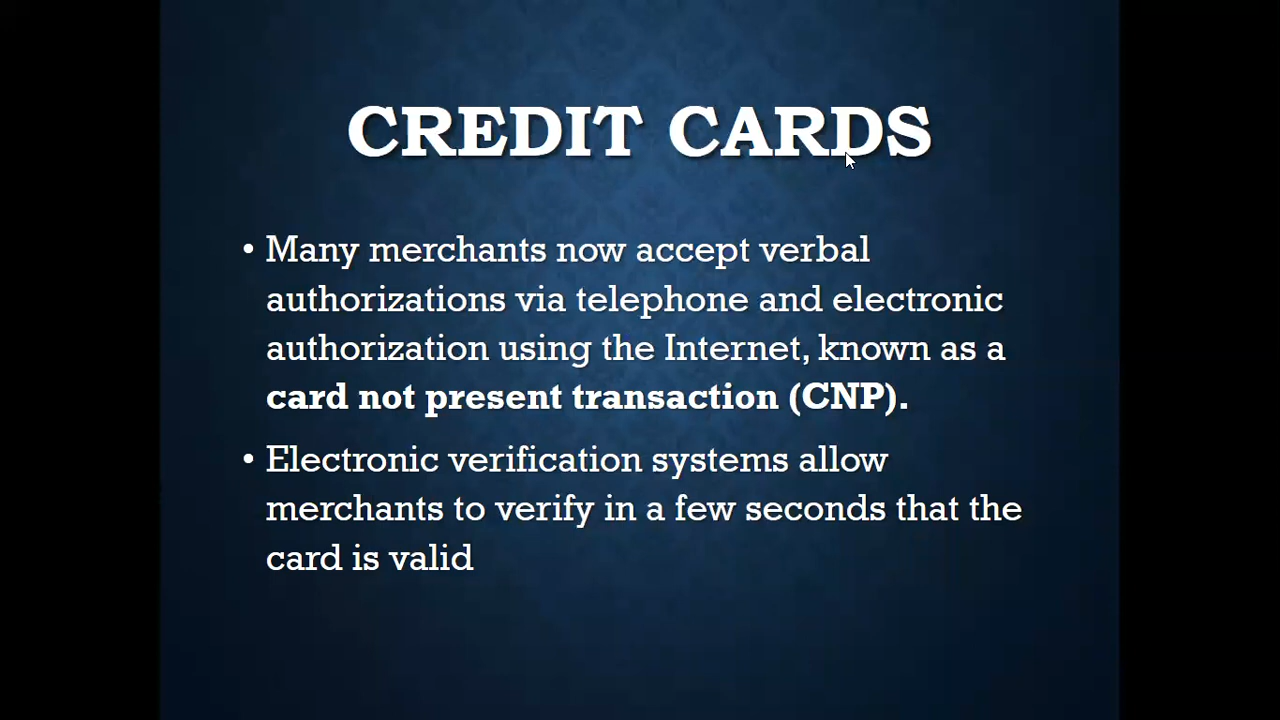 CREDIT CARDS
• Many merchants now accept verbal
authorizations via telephone and electronic
authorization using the Internet, known as a
card not present transaction (CNP).
• Electronic verification systems allow
merchants to verify in a few seconds that the
card is valid